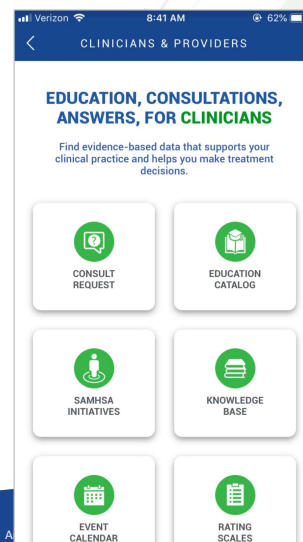 Verizon 8:41 AM 62%
CLINICIANS & PROVIDERS
EDUCATION, CONSULTATIONS,
ANSWERS, FOR CLINICIANS
Find evidence-based data that supports your
clinical practice and helps you make treatment
decisions.
CONSULT
REQUEST
EDUCATION
CATALOG
SAMHSA
INITIATIVES
KNOWLEDGE
BASE
EVENT
CALENDAR
RATING
SCALES
A